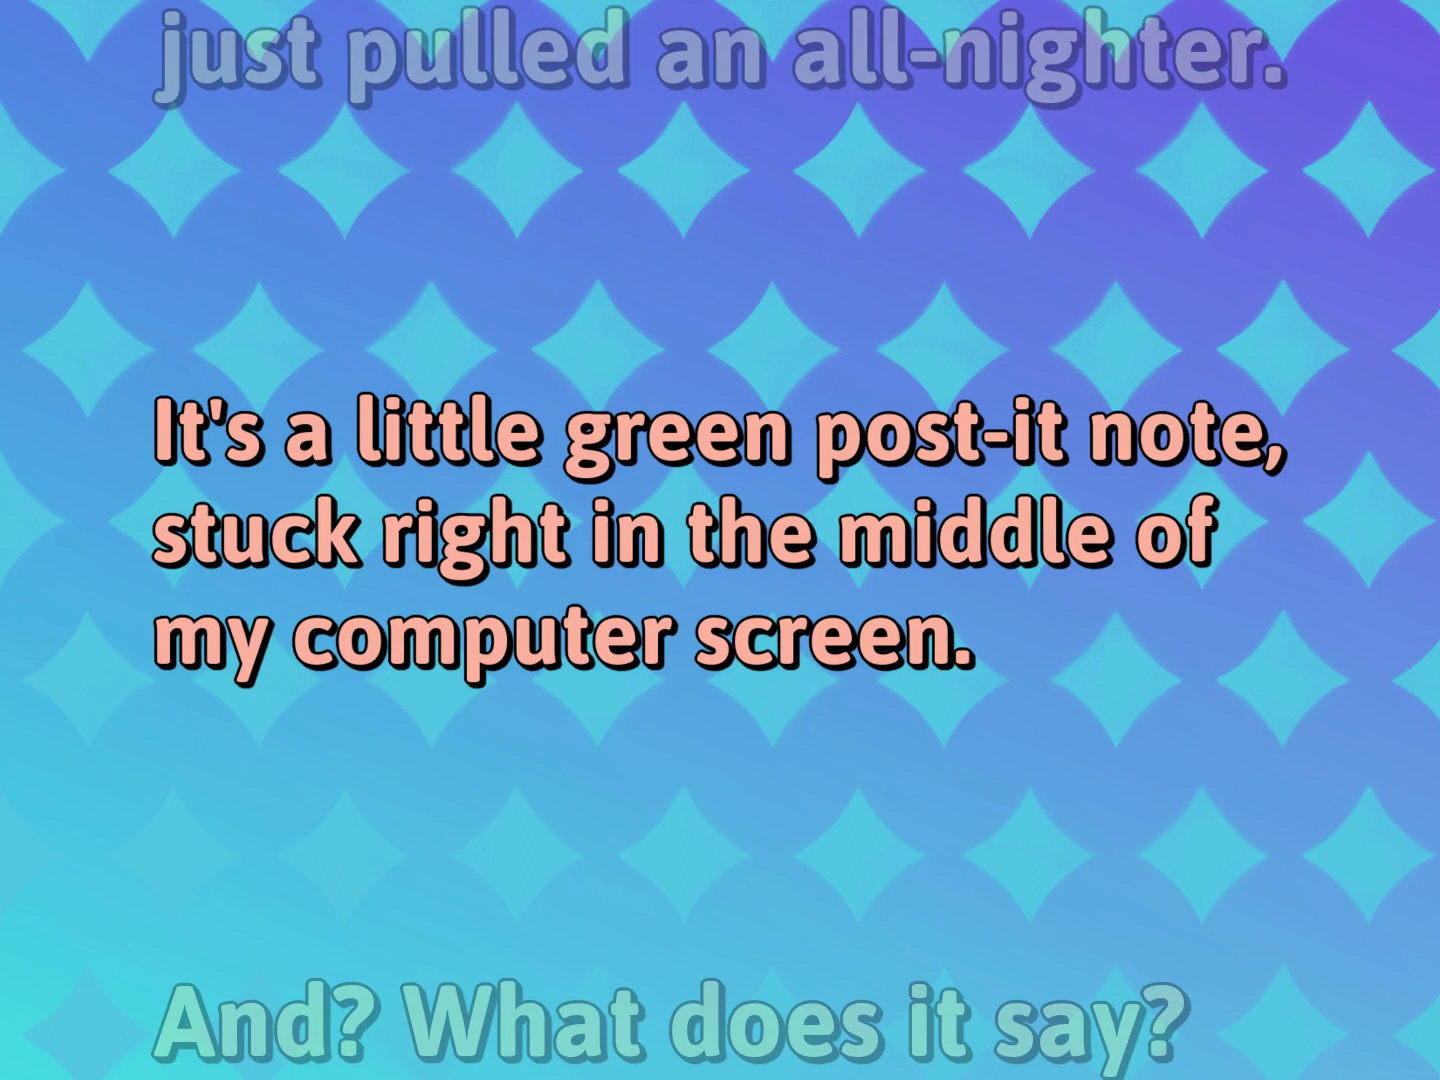 just pulled an all-nighter.
It's a little green post-it note,
stuck right in the middle of
my computer screen.
And? What does it say?